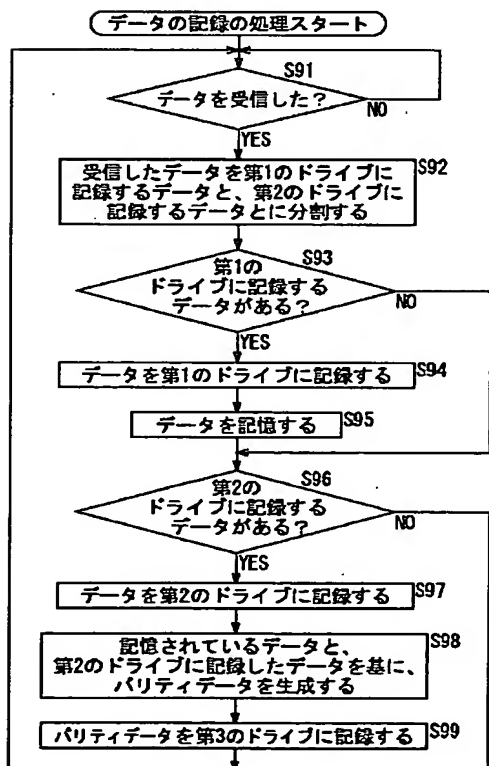 データの記録の処理スタート
S91
データを受信した?
NO
YES
受信したデータを第1のドライブに
記録するデータと、第2のドライブに
記録するデータとに分割する
S92
S93
第1の
ドライブに記録する
データがある?
NO
YES
データを第1のドライブに記録する
S94
データを記憶する
S95
S96
第2の
ドライブに記録する
データがある?
NO
YES
データを第2のドライブに記録する
S97
記憶されているデータと、
第2のドライブに記録したデータを基に、
パリティデータを生成する
S98
パリティデータを第3のドライブに記録する
S99